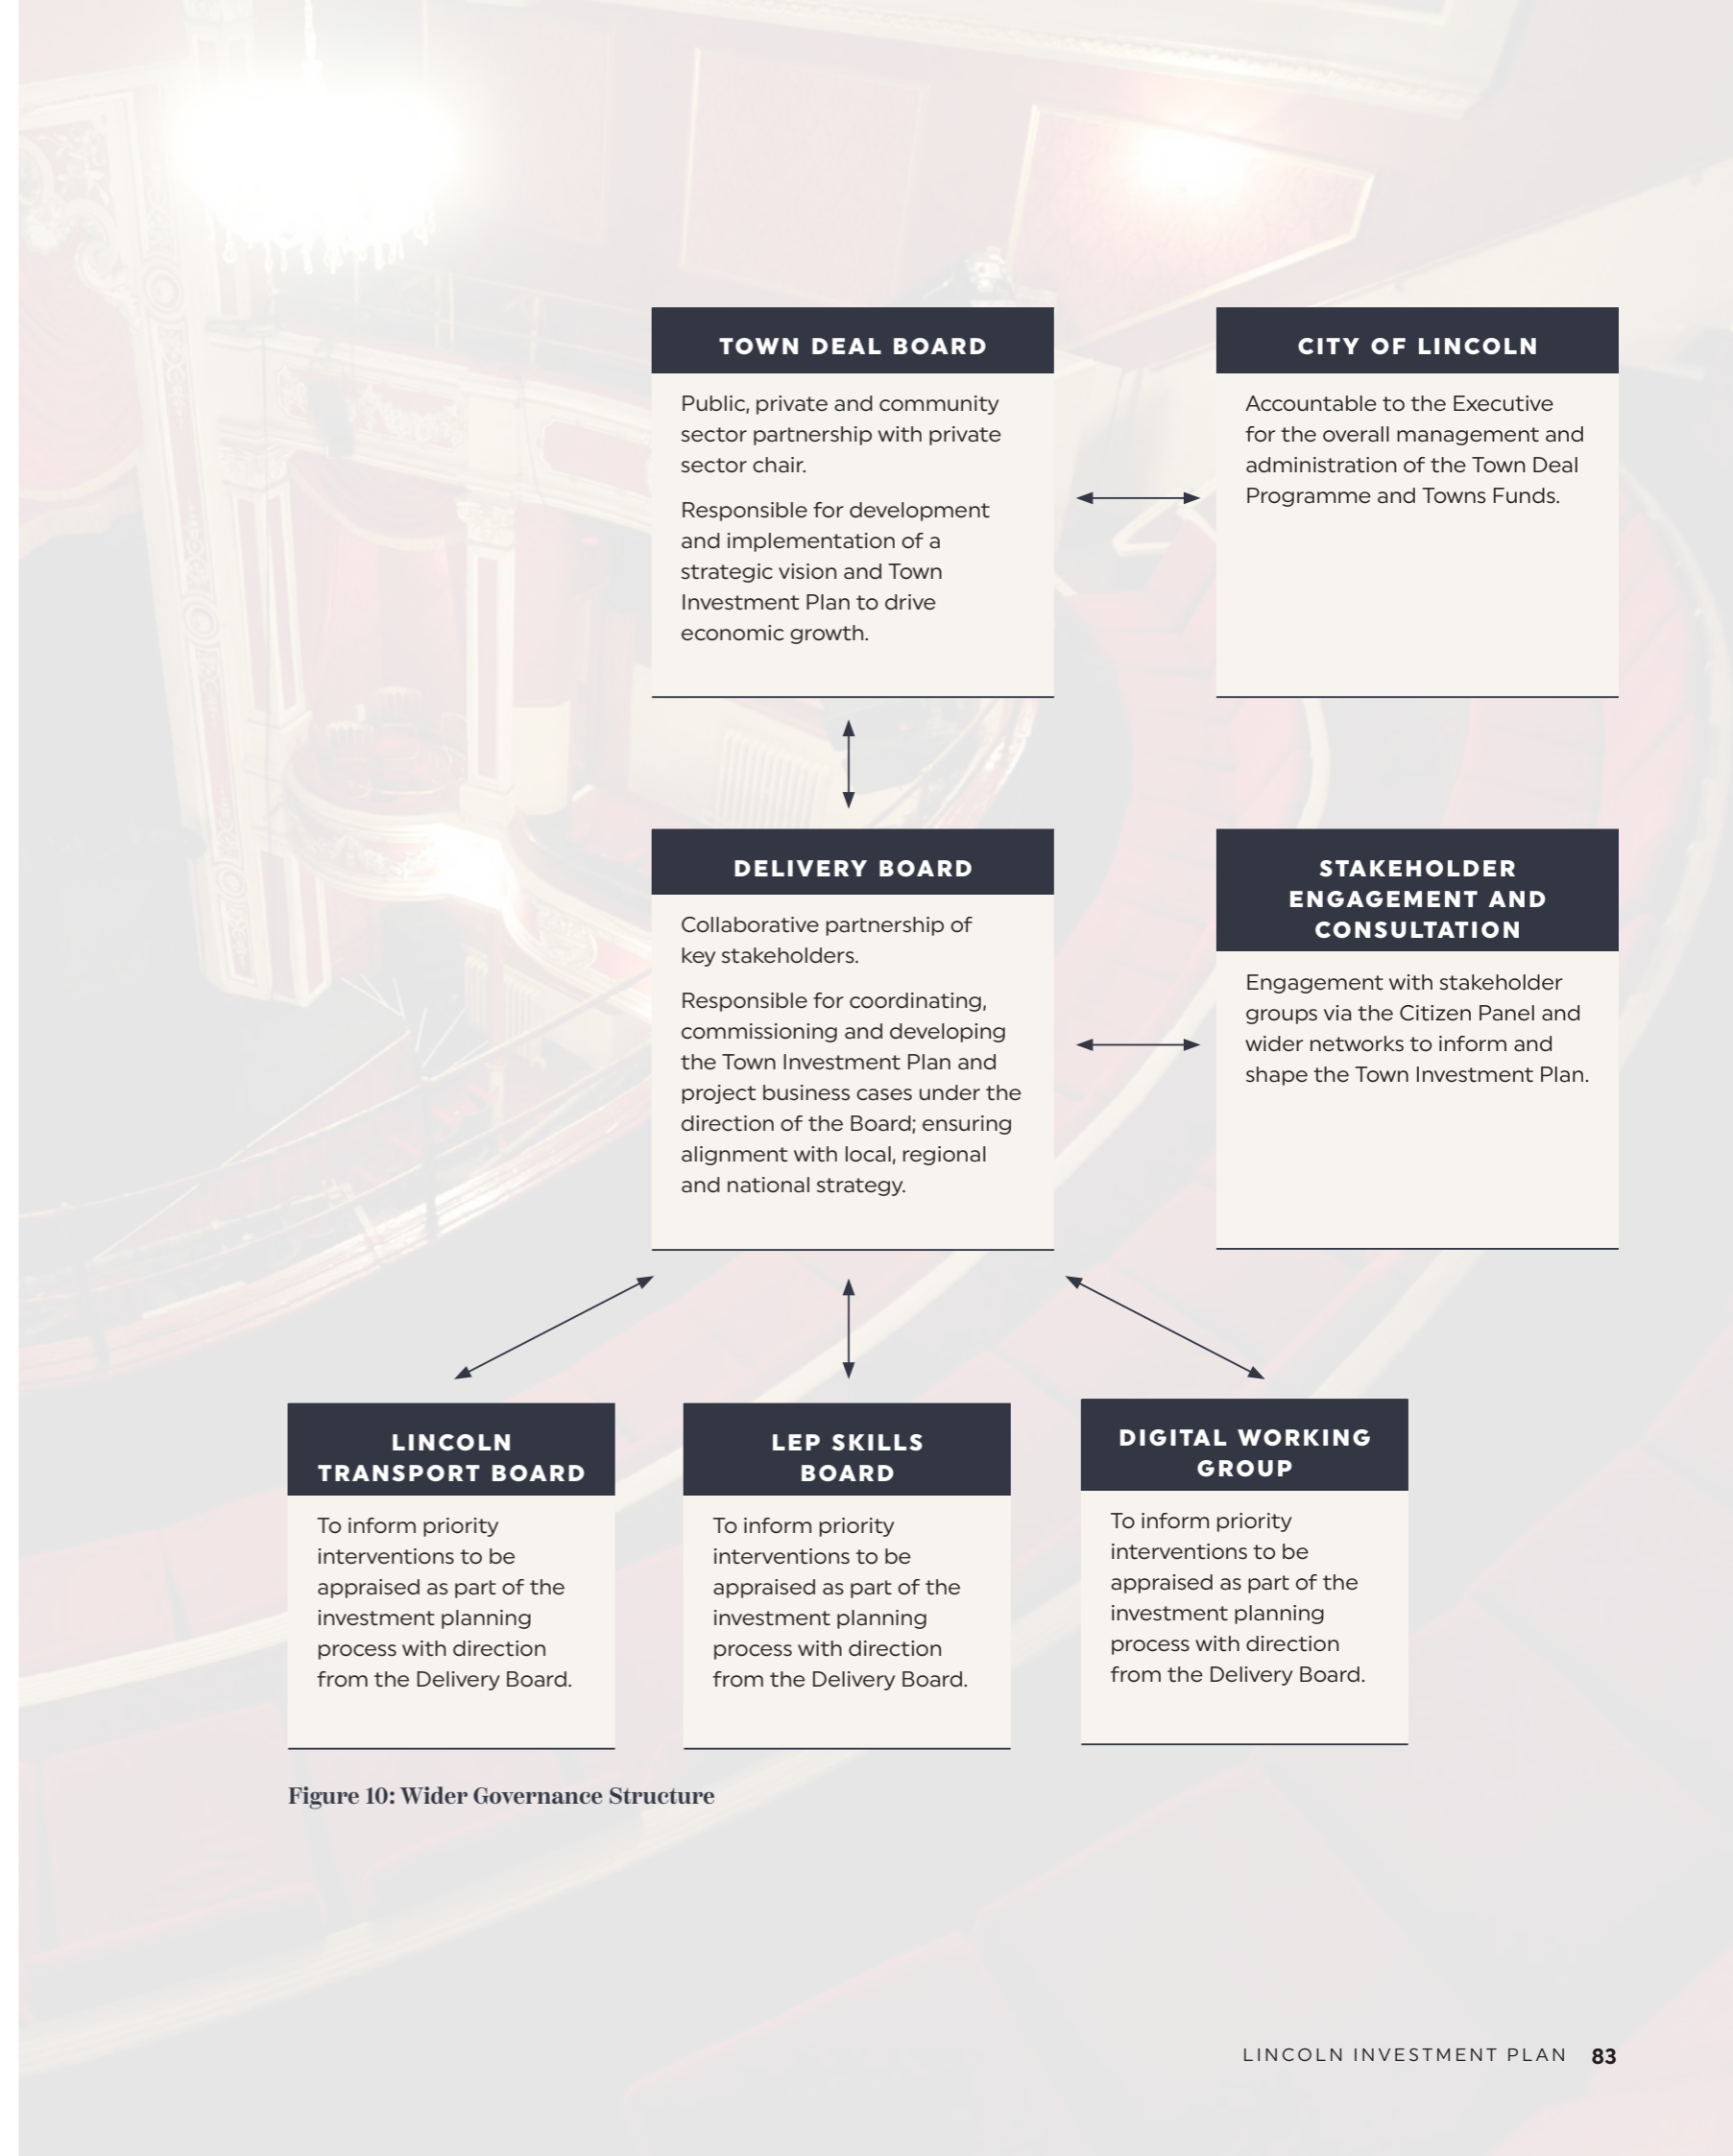 TOWN DEAL BOARD
Public, private and community
sector partnership with private
sector chair.
Responsible for development
and implementation of a
strategic vision and Town
Investment Plan to drive
economic growth.
CITY OF LINCOLN
Accountable to the Executive
for the overall management and
administration of the Town Deal
Programme and Towns Funds.
DELIVERY BOARD
Collaborative partnership of
key stakeholders.
Responsible for coordinating,
commissioning and developing
the Town Investment Plan and
project business cases under the
direction of the Board; ensuring
alignment with local, regional
and national strategy.
STAKEHOLDER
ENGAGEMENT AND
CONSULTATION
Engagement with stakeholder
groups via the Citizen Panel and
wider networks to inform and
shape the Town Investment Plan.
LINCOLN
TRANSPORT BOARD
To inform priority
interventions to be
appraised as part of the
investment planning
process with direction
from the Delivery Board.
LEP SKILLS
BOARD
To inform priority
interventions to be
appraised as part of the
investment planning
process with direction
from the Delivery Board.
DIGITAL WORKING
GROUP
To inform priority
interventions to be
appraised as part of the
investment planning
process with direction
from the Delivery Board.
Figure 10: Wider Governance Structure
LINCOLN INVESTMENT PLAN 83